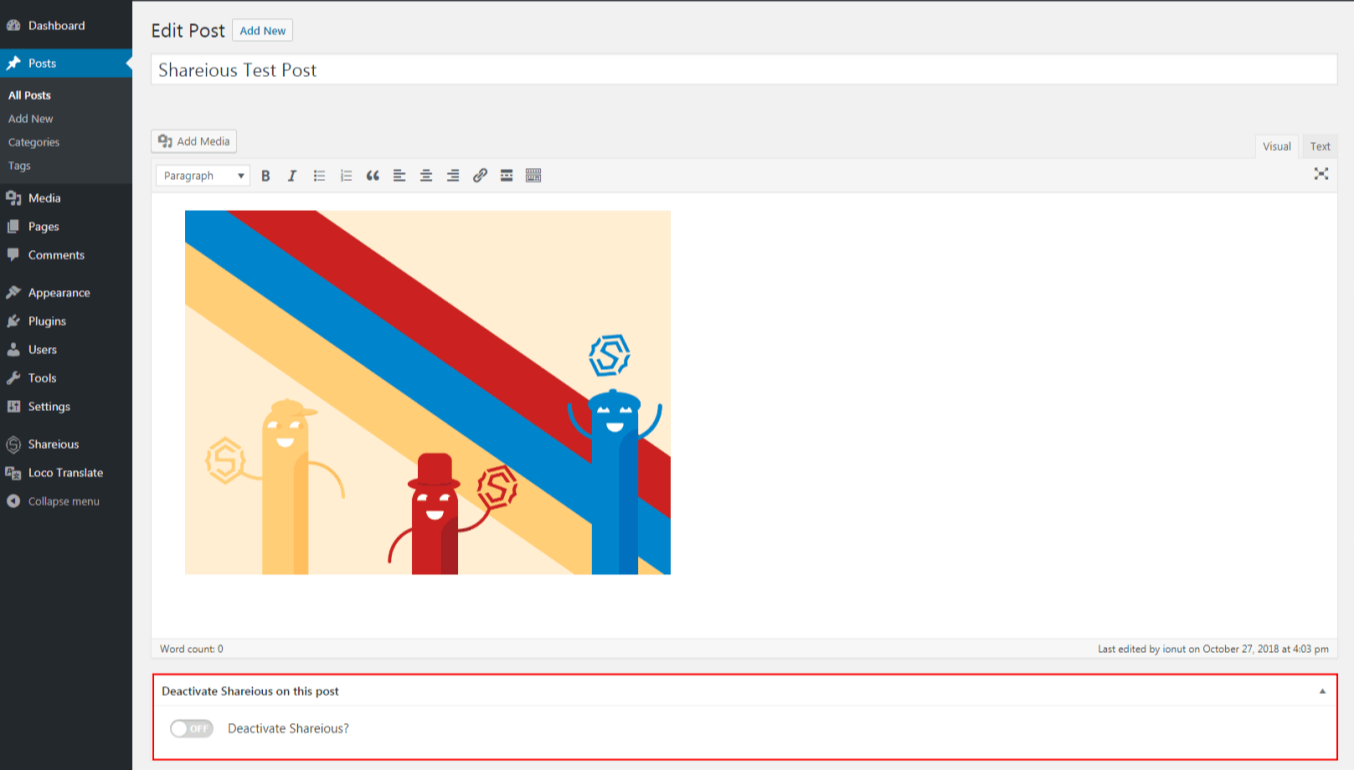 Dashboard
Posts
All Posts
Add New
Categories
Tags
Media
Pages
Comments
Appearance
Plugins
Users
Tools
Settings
Shareious
Loco Translate
Collapse menu
Edit Post Add New
Shareious Test Post
Add Media
Visual Text
Paragraph B I
Word count: 0 Last edited by ionut on October 27, 2018 at 4:03 pm
Deactivate Shareious on this post
OFF Deactivate Shareious?